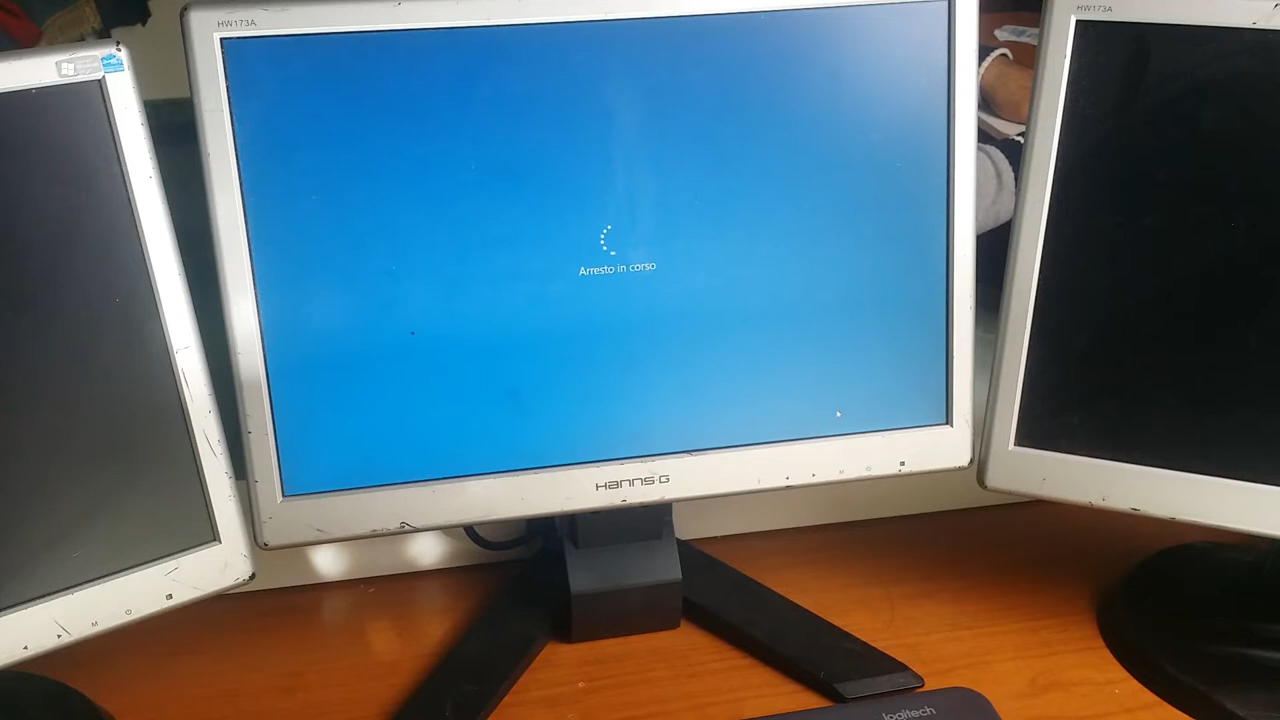 HW173A
HW173A
Arresto in corso
HANNS·G
M
M
logitech